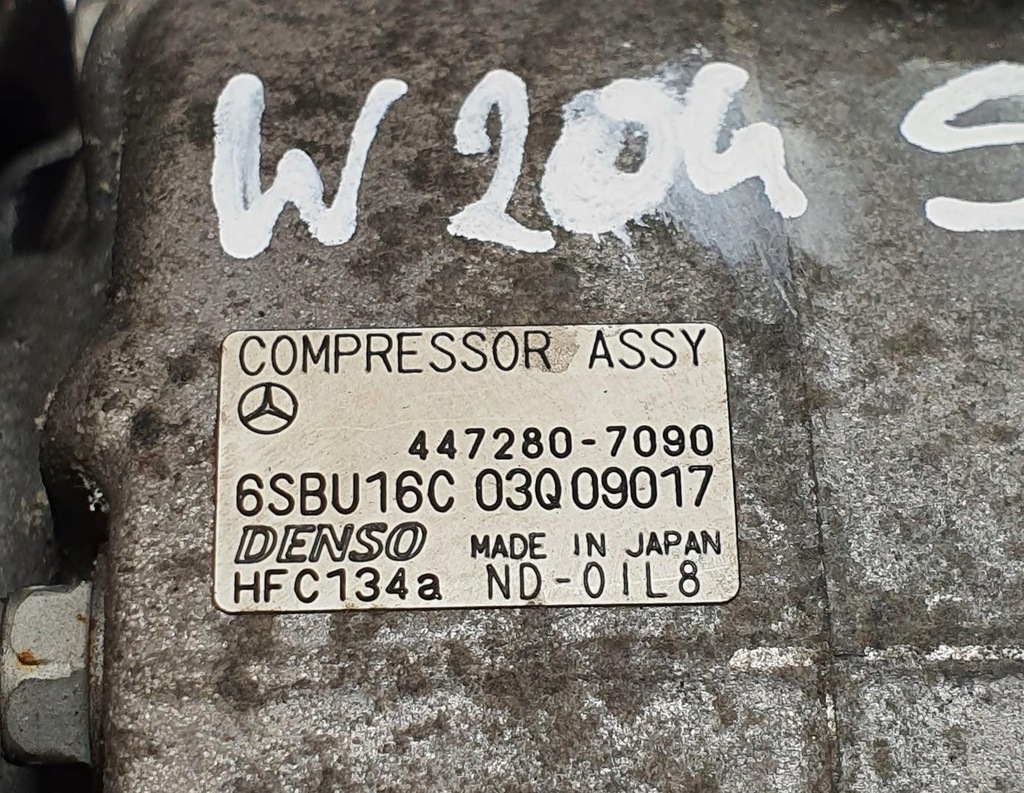 W204 S
COMPRESSOR ASSY
447280-7090
6SBU16C 03Q09017
DENSO MADE IN JAPAN
HFC134a ND-OIL8